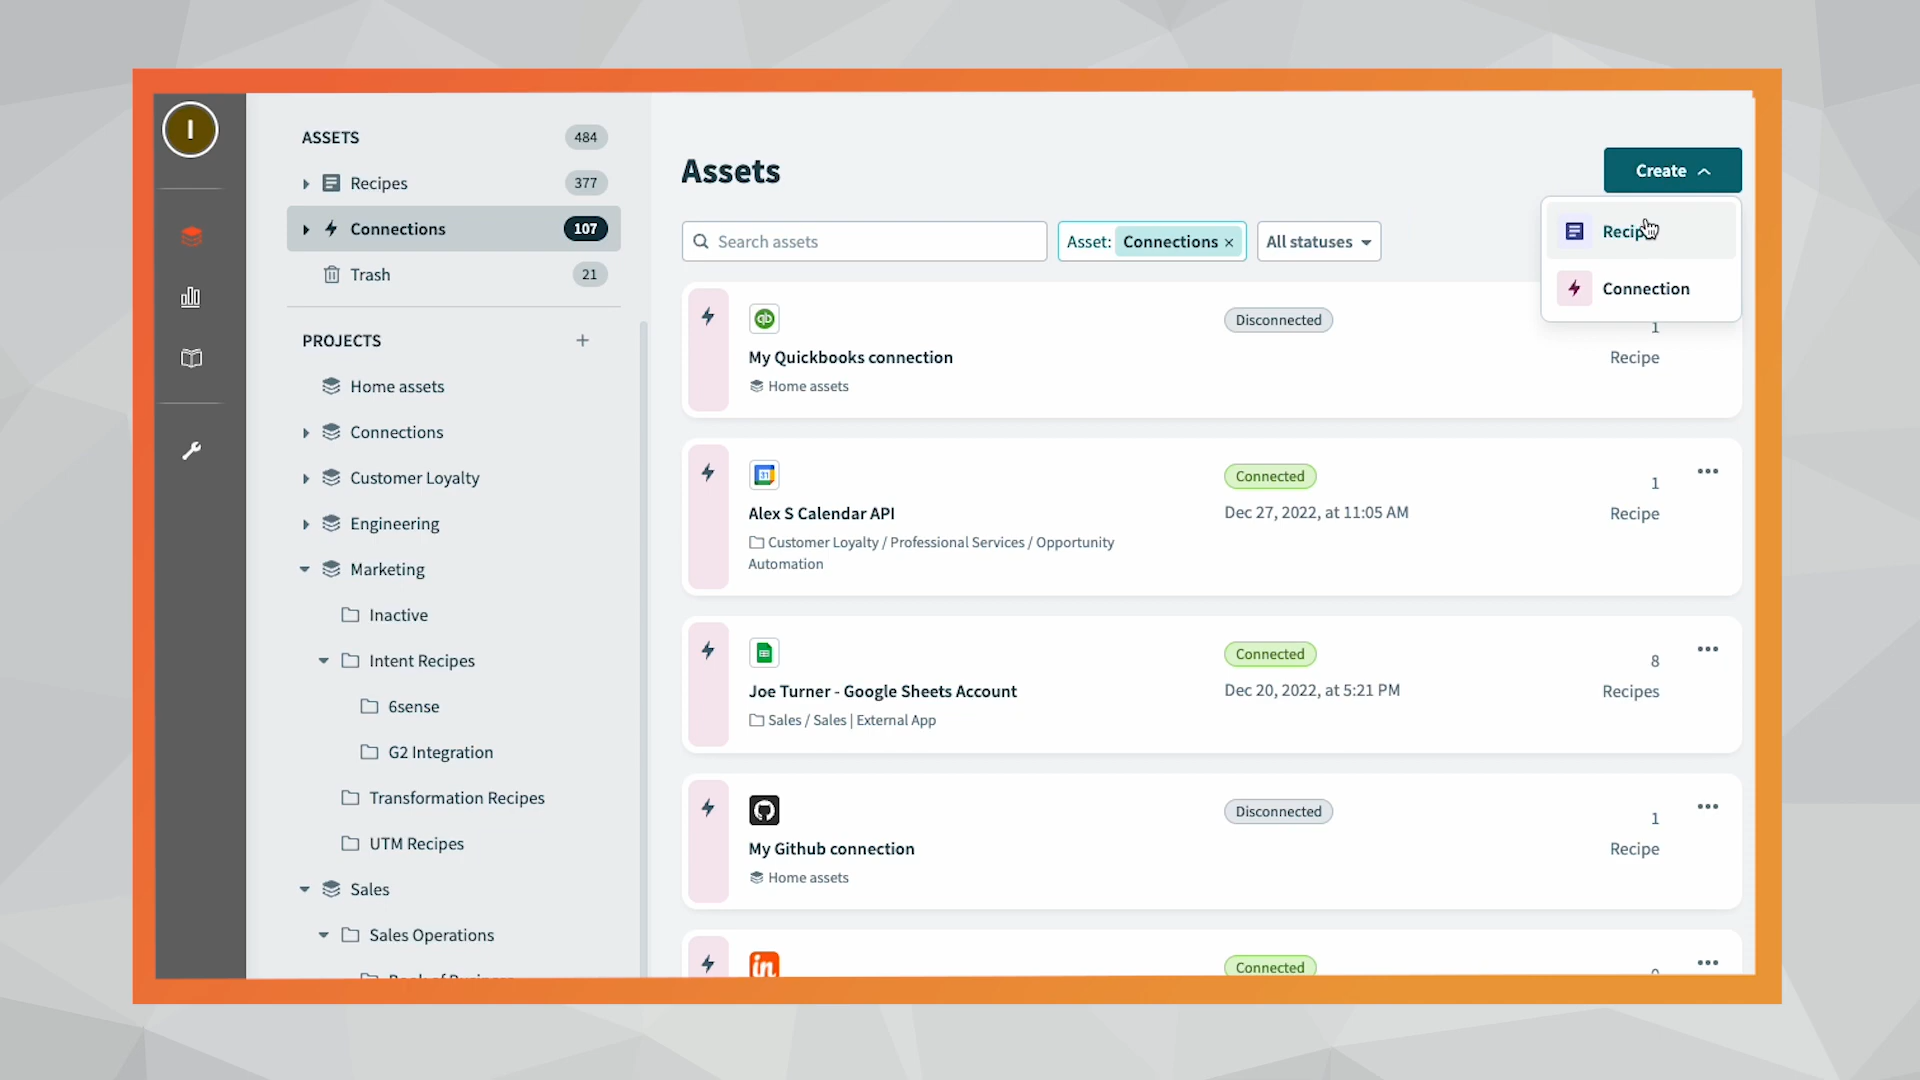 I
ASSETS 484
Recipes 377
Connections 107
Trash 21
PROJECTS +
Home assets
Connections
Customer Loyalty
Engineering
Marketing
Inactive
Intent Recipes
6sense
G2 Integration
Transformation Recipes
UTM Recipes
Sales
Sales Operations
Assets
Create
Recipe
Connection
Search assets
Asset: Connections ×
All statuses
qb
Disconnected
1
My Quickbooks connection
Recipe
Home assets
31
Connected
1
Alex S Calendar API
Dec 27, 2022, at 11:05 AM
Recipe
Customer Loyalty / Professional Services / Opportunity
Automation
Connected
8
Joe Turner - Google Sheets Account
Dec 20, 2022, at 5:21 PM
Recipes
Sales / Sales | External App
Disconnected
1
My Github connection
Recipe
Home assets
in
Connected